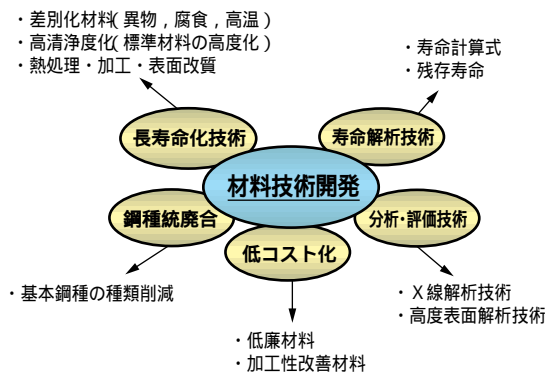 ・差別化材料(異物，腐食，高温)
・高清浄度化(標準材料の高度化)
・熱処理・加工・表面改質
・寿命計算式
・残存寿命
長寿命化技術
寿命解析技術
材料技術開発
鋼種統廃合
分析・評価技術
低コスト化
・基本鋼種の種類削減
・X線解析技術
・高度表面解析技術
・低廉材料
・加工性改善材料